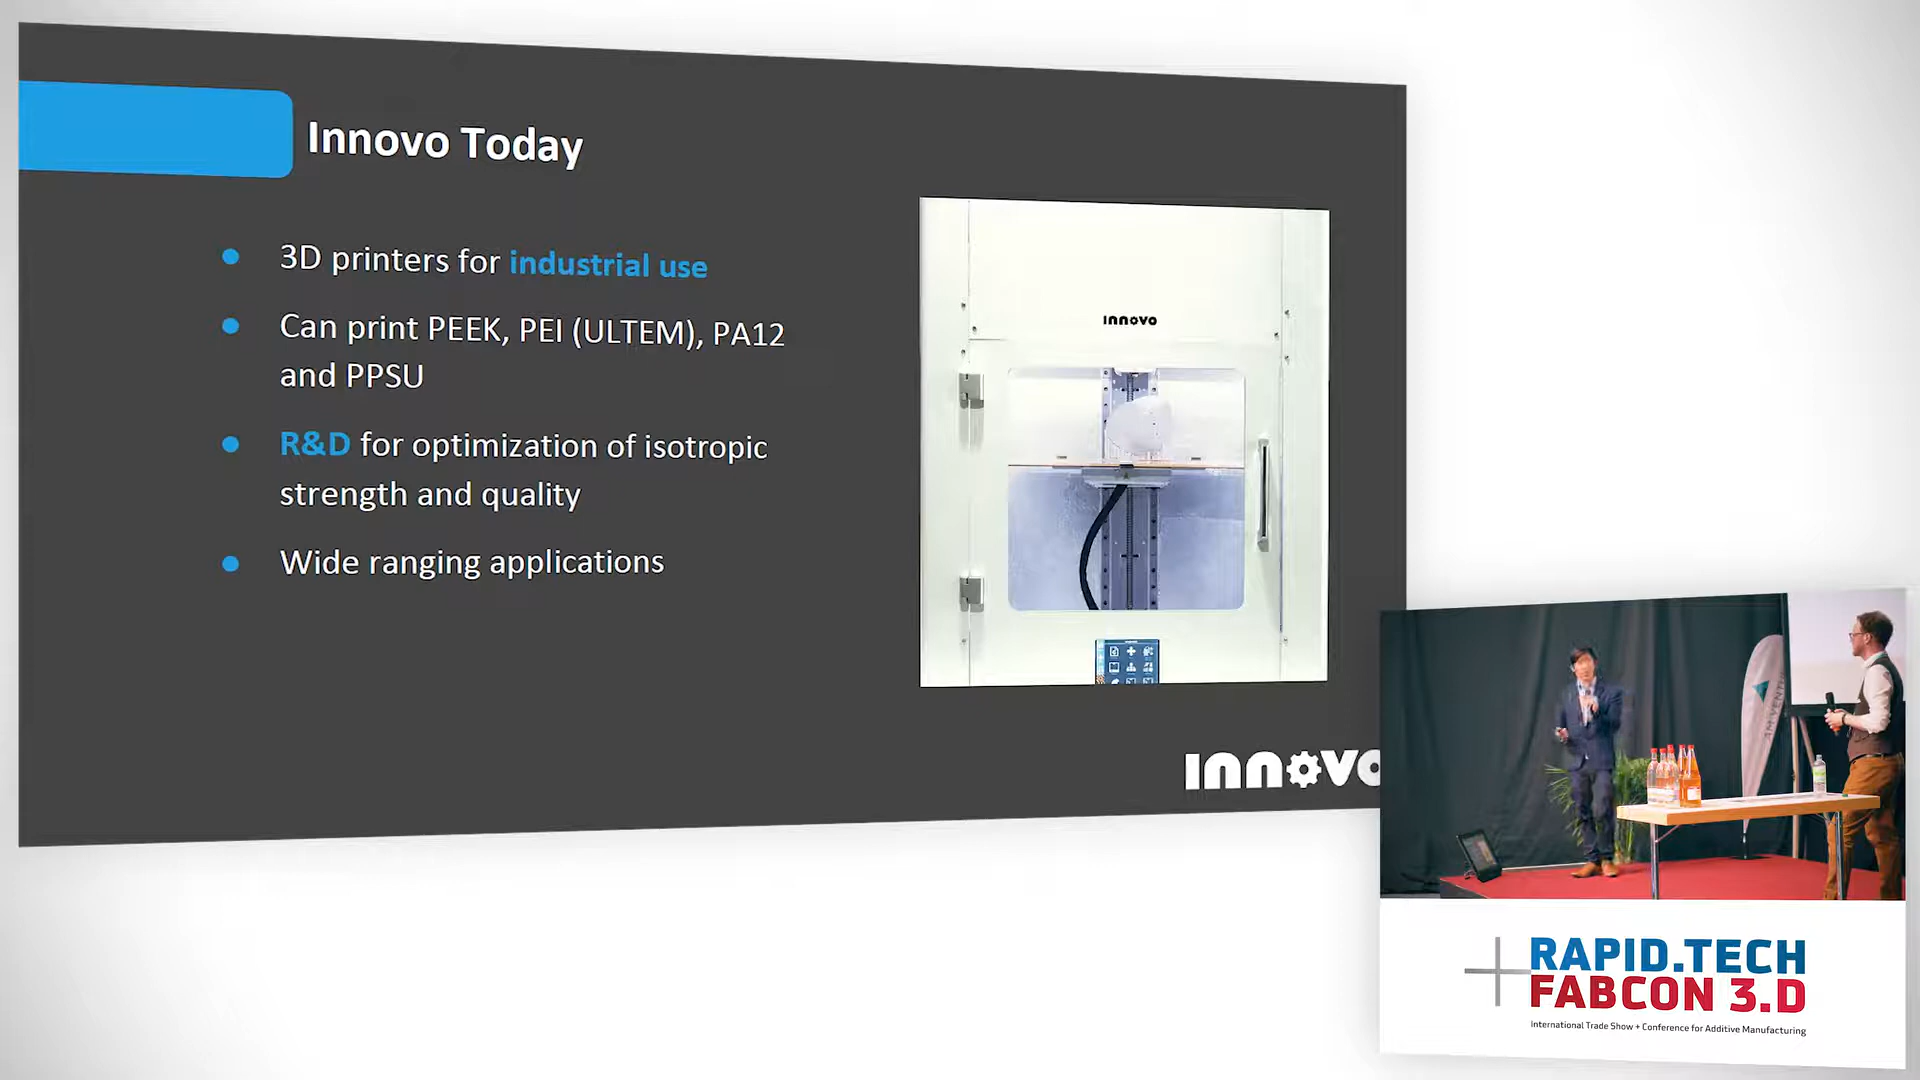 Innovo Today
3D printers for industrial use
Can print PEEK, PEI (ULTEM), PA12
and PPSU
R&D for optimization of isotropic
strength and quality
Wide ranging applications
INNOVO
INNOVO
RAPID.TECH
FABCON 3.D
International Trade Show + Conference for Additive Manufacturing